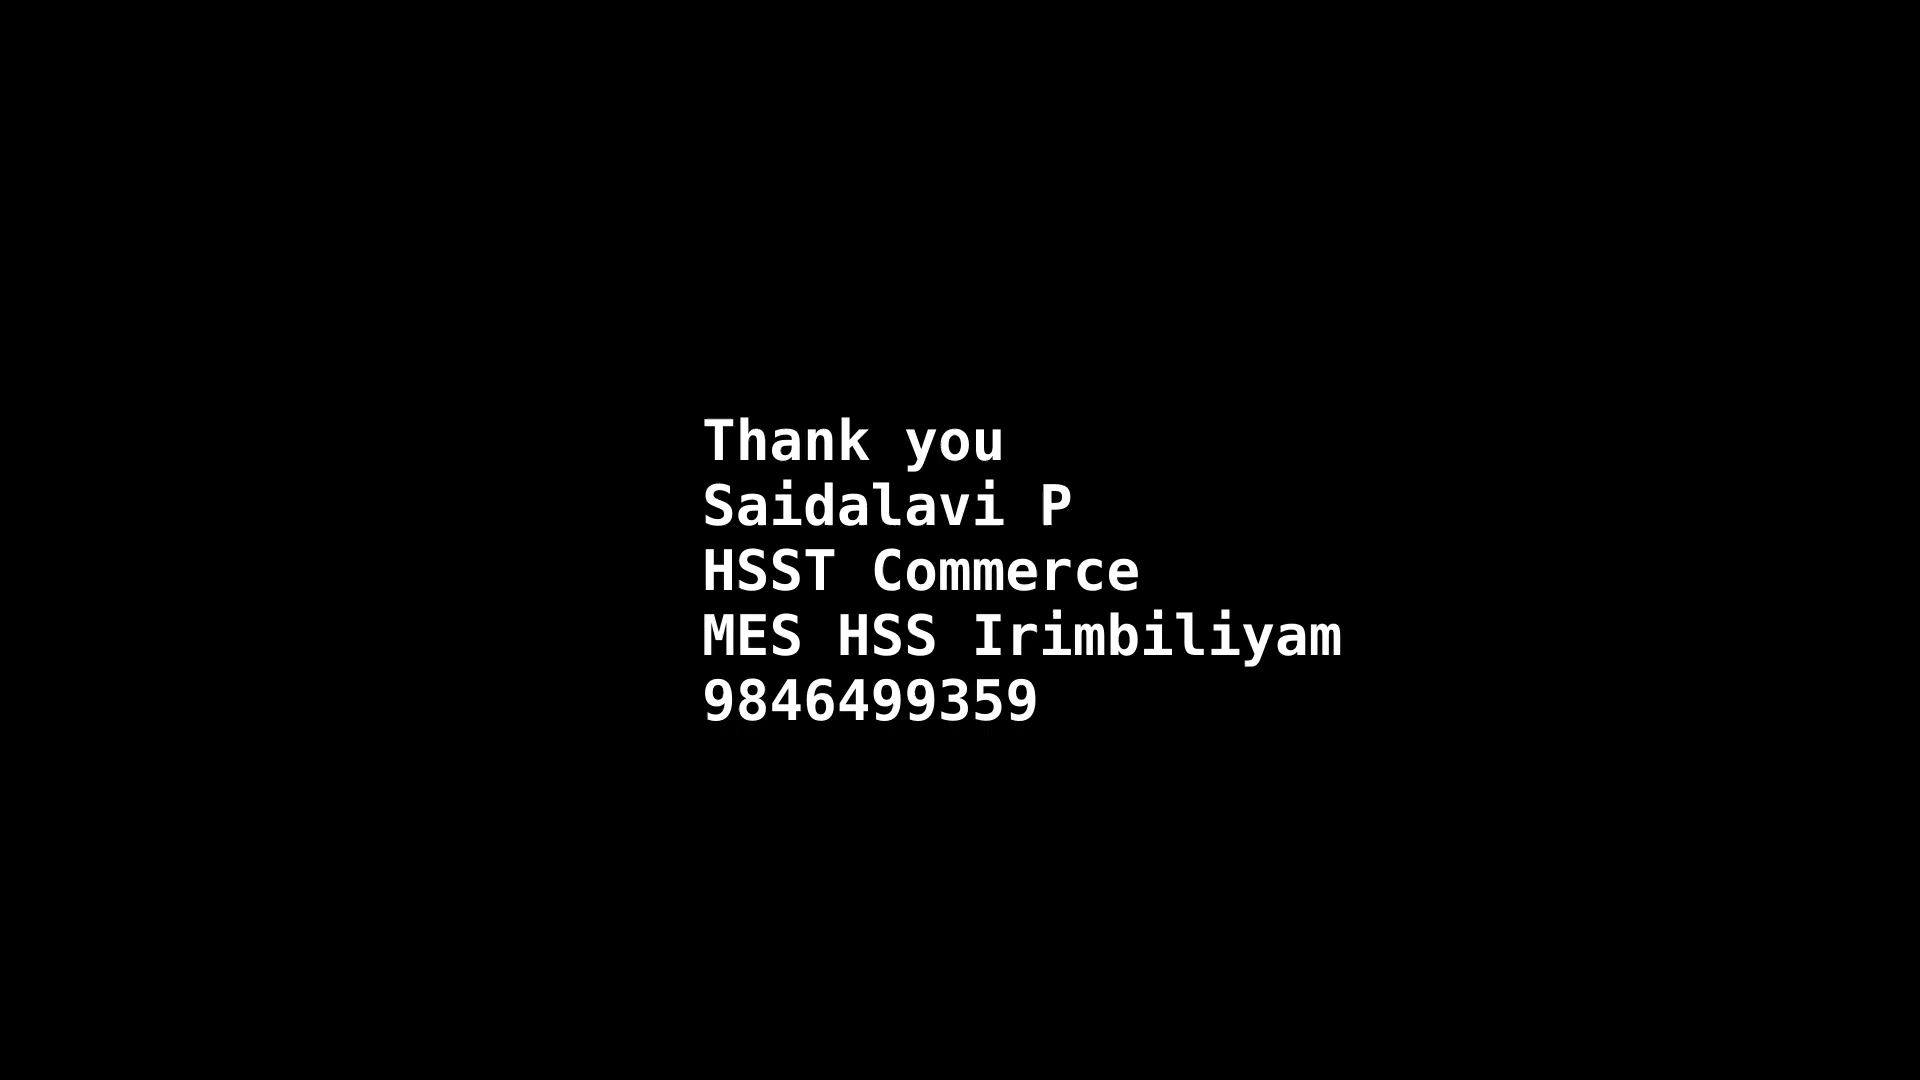 Thank you
Saidalavi P
HSST Commerce
MES HSS Irimbiliyam
9846499359